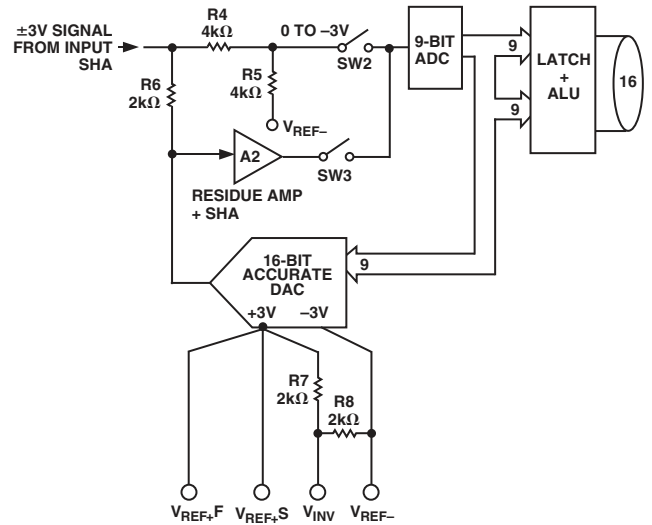 ±3V SIGNAL
FROM INPUT
SHA
R4
4kΩ
0 TO –3V
SW2
9-BIT
ADC
9
9
LATCH
+
ALU
16
R6
2kΩ
R5
4kΩ
VREF–
A2
SW3
RESIDUE AMP
+ SHA
16-BIT
ACCURATE
DAC
9
+3V –3V
R7
2kΩ
R8
2kΩ
VREF+F VREF+S VINV VREF–